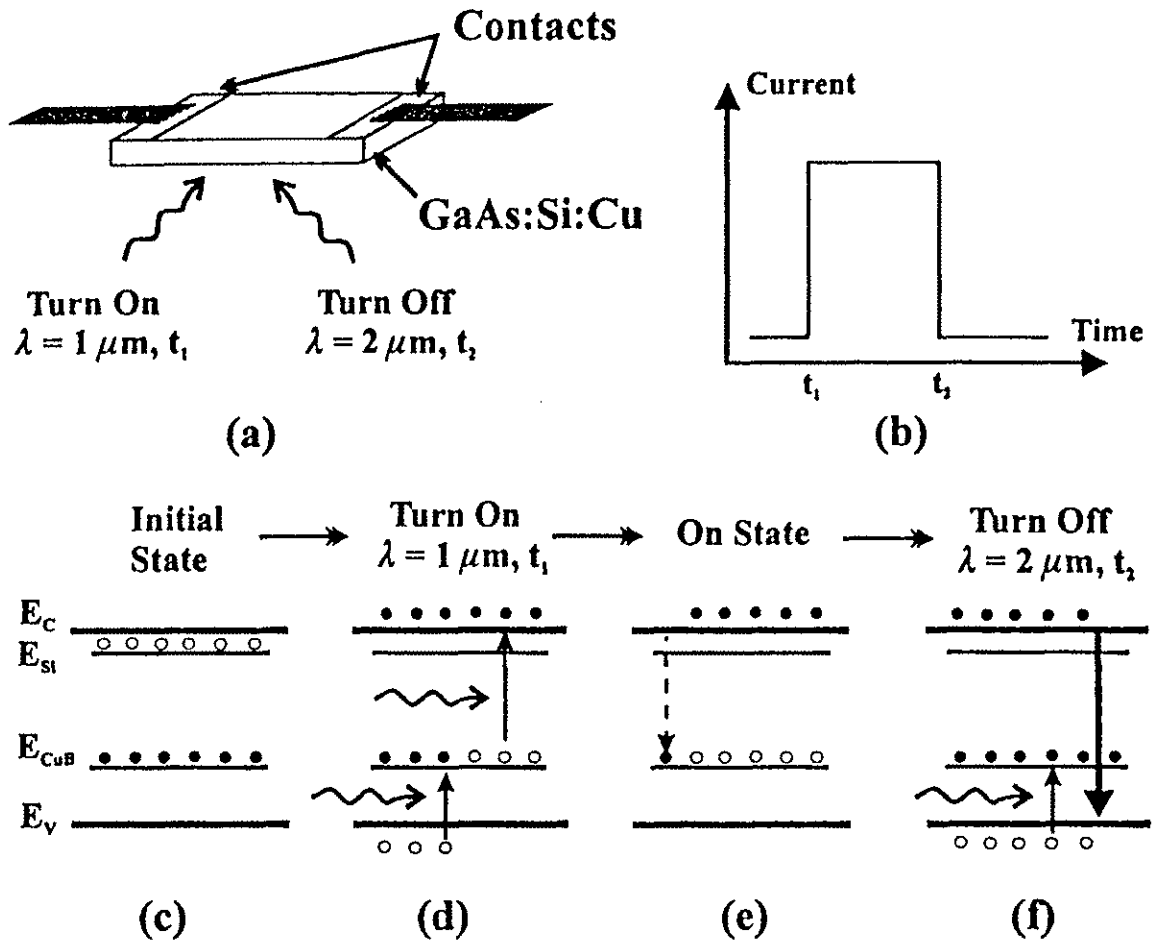 Contacts
GaAs:Si:Cu
Turn On
λ = 1 μm, t₁
Turn Off
λ = 2 μm, t₂
(a)
Current
Time
t₁
t₂
(b)
Initial
State
Turn On
λ = 1 μm, t₁
On State
Turn Off
λ = 2 μm, t₂
E_C
E_Si
E_CuB
E_V
(c)
(d)
(e)
(f)